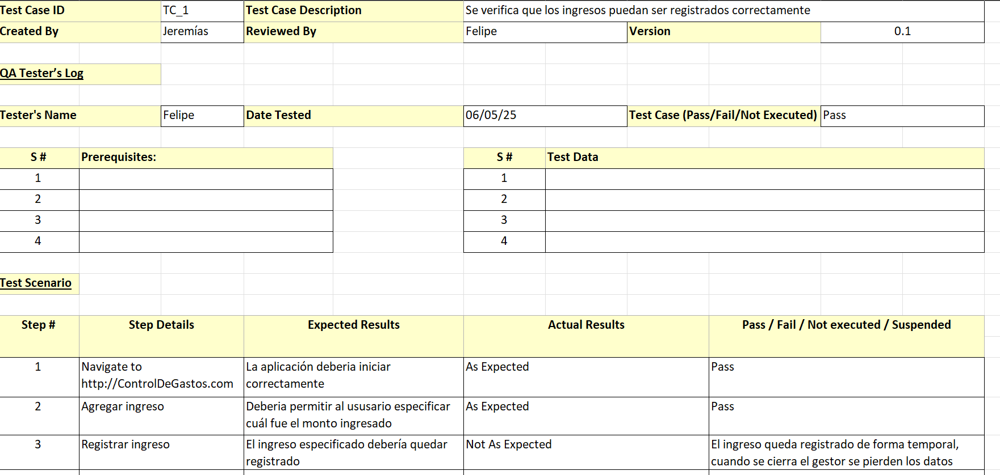 Test Case ID TC_1 Test Case Description Se verifica que los ingresos puedan ser registrados correctamente
Created By Jeremías Reviewed By Felipe Version 0.1
QA Tester’s Log
Tester's Name Felipe Date Tested 06/05/25 Test Case (Pass/Fail/Not Executed) Pass
S # Prerequisites: S # Test Data
1 1
2 2
3 3
4 4
Test Scenario
Step # Step Details Expected Results Actual Results Pass / Fail / Not executed / Suspended
1 Navigate to La aplicación deberia iniciar As Expected Pass
http://ControlDeGastos.com correctamente
2 Agregar ingreso Deberia permitir al ususario especificar As Expected Pass
cuál fue el monto ingresado
3 Registrar ingreso El ingreso especificado debería quedar Not As Expected El ingreso queda registrado de forma temporal,
registrado cuando se cierra el gestor se pierden los datos